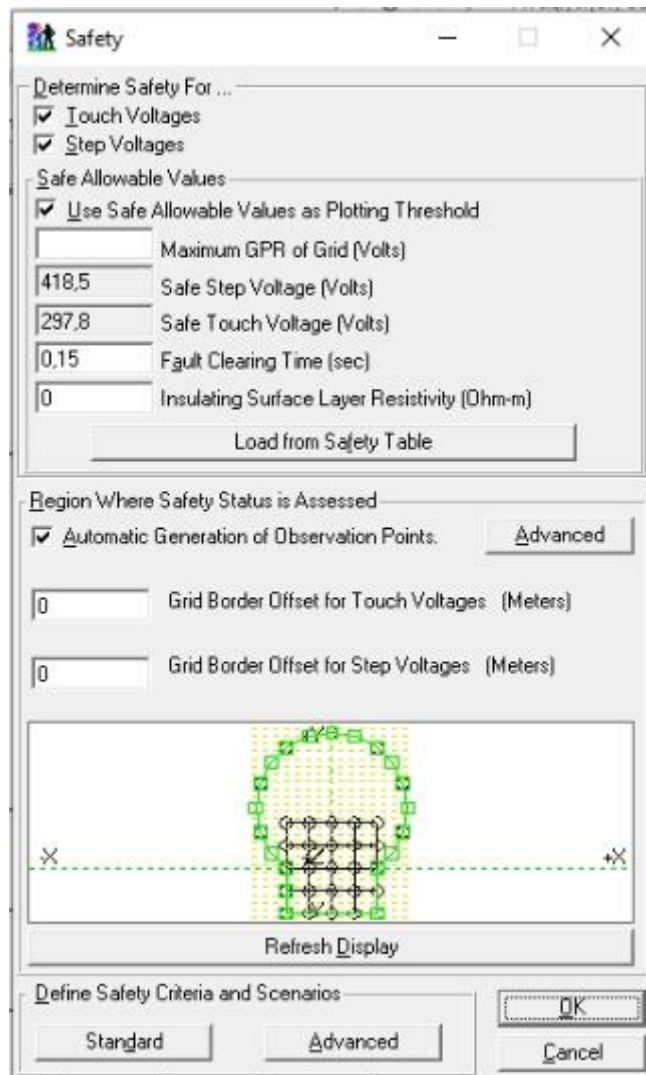 Safety
Determine Safety For ...
Touch Voltages
Step Voltages
Safe Allowable Values
Use Safe Allowable Values as Plotting Threshold
Maximum GPR of Grid (Volts)
418,5 Safe Step Voltage (Volts)
297,8 Safe Touch Voltage (Volts)
0,15 Fault Clearing Time (sec)
0 Insulating Surface Layer Resistivity (Ohm-m)
Load from Safety Table
Region Where Safety Status is Assessed
Automatic Generation of Observation Points. Advanced
0 Grid Border Offset for Touch Voltages (Meters)
0 Grid Border Offset for Step Voltages (Meters)
-X +X
Refresh Display
Define Safety Criteria and Scenarios
Standard Advanced
OK
Cancel